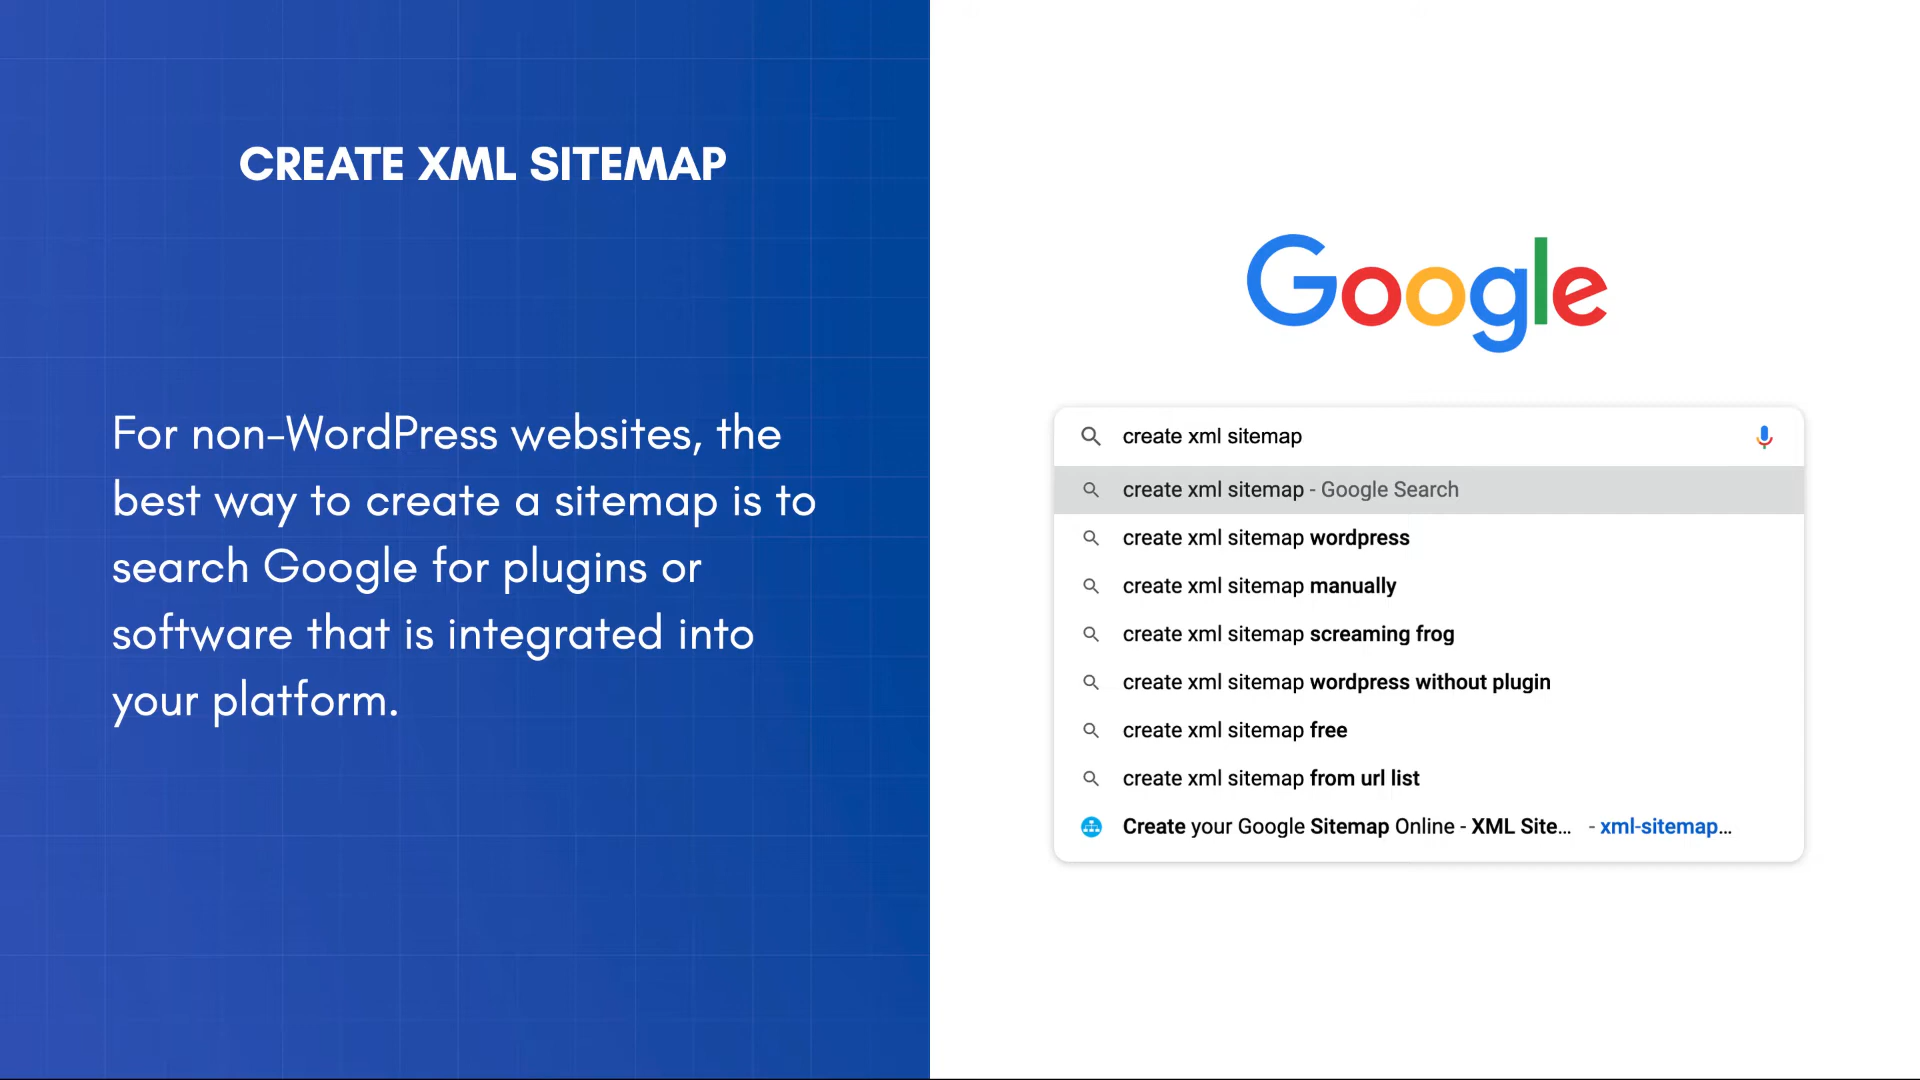 CREATE XML SITEMAP
For non-WordPress websites, the
best way to create a sitemap is to
search Google for plugins or
software that is integrated into
your platform.
Google
create xml sitemap
create xml sitemap - Google Search
create xml sitemap wordpress
create xml sitemap manually
create xml sitemap screaming frog
create xml sitemap wordpress without plugin
create xml sitemap free
create xml sitemap from url list
Create your Google Sitemap Online - XML Site... - xml-sitemap...